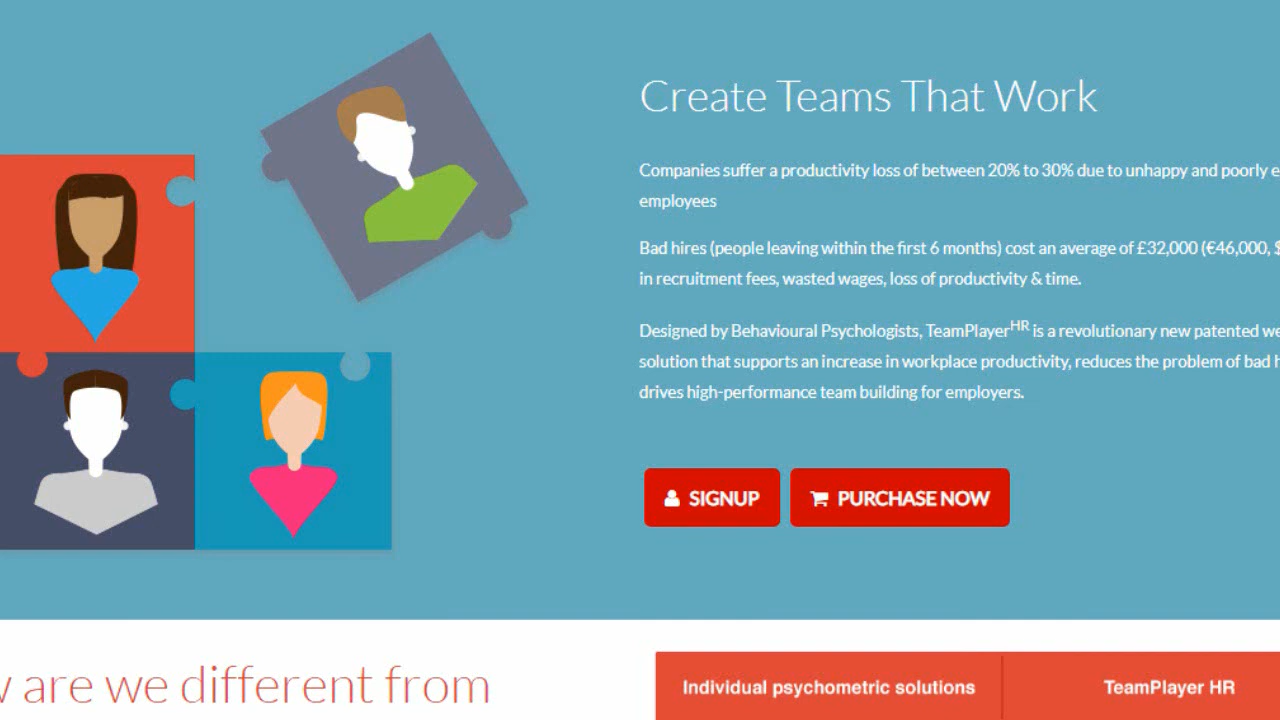 Create Teams That Work
Companies suffer a productivity loss of between 20% to 30% due to unhappy and poorly e
employees
Bad hires (people leaving within the first 6 months) cost an average of £32,000 (€46,000, $
in recruitment fees, wasted wages, loss of productivity & time.
Designed by Behavioural Psychologists, TeamPlayerHR is a revolutionary new patented we
solution that supports an increase in workplace productivity, reduces the problem of bad h
drives high-performance team building for employers.
SIGNUP PURCHASE NOW
w are we different from
Individual psychometric solutions TeamPlayer HR